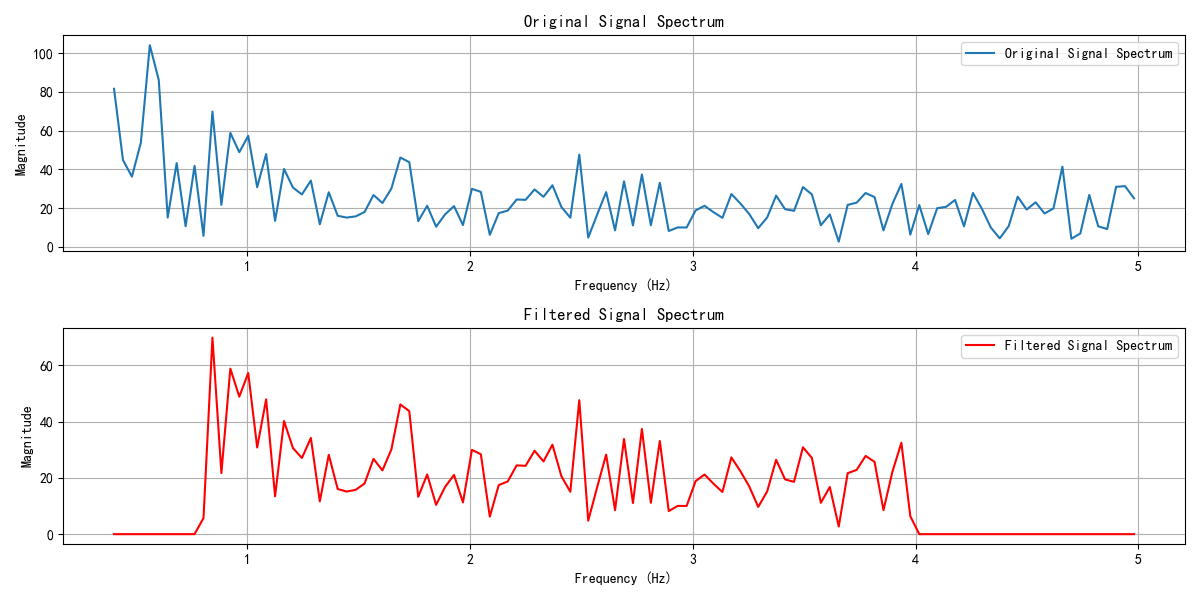 Original Signal Spectrum
Original Signal Spectrum
Magnitude
100
80
60
40
20
0
1
2
3
4
5
Frequency (Hz)
Filtered Signal Spectrum
Filtered Signal Spectrum
Magnitude
60
40
20
0
1
2
3
4
5
Frequency (Hz)